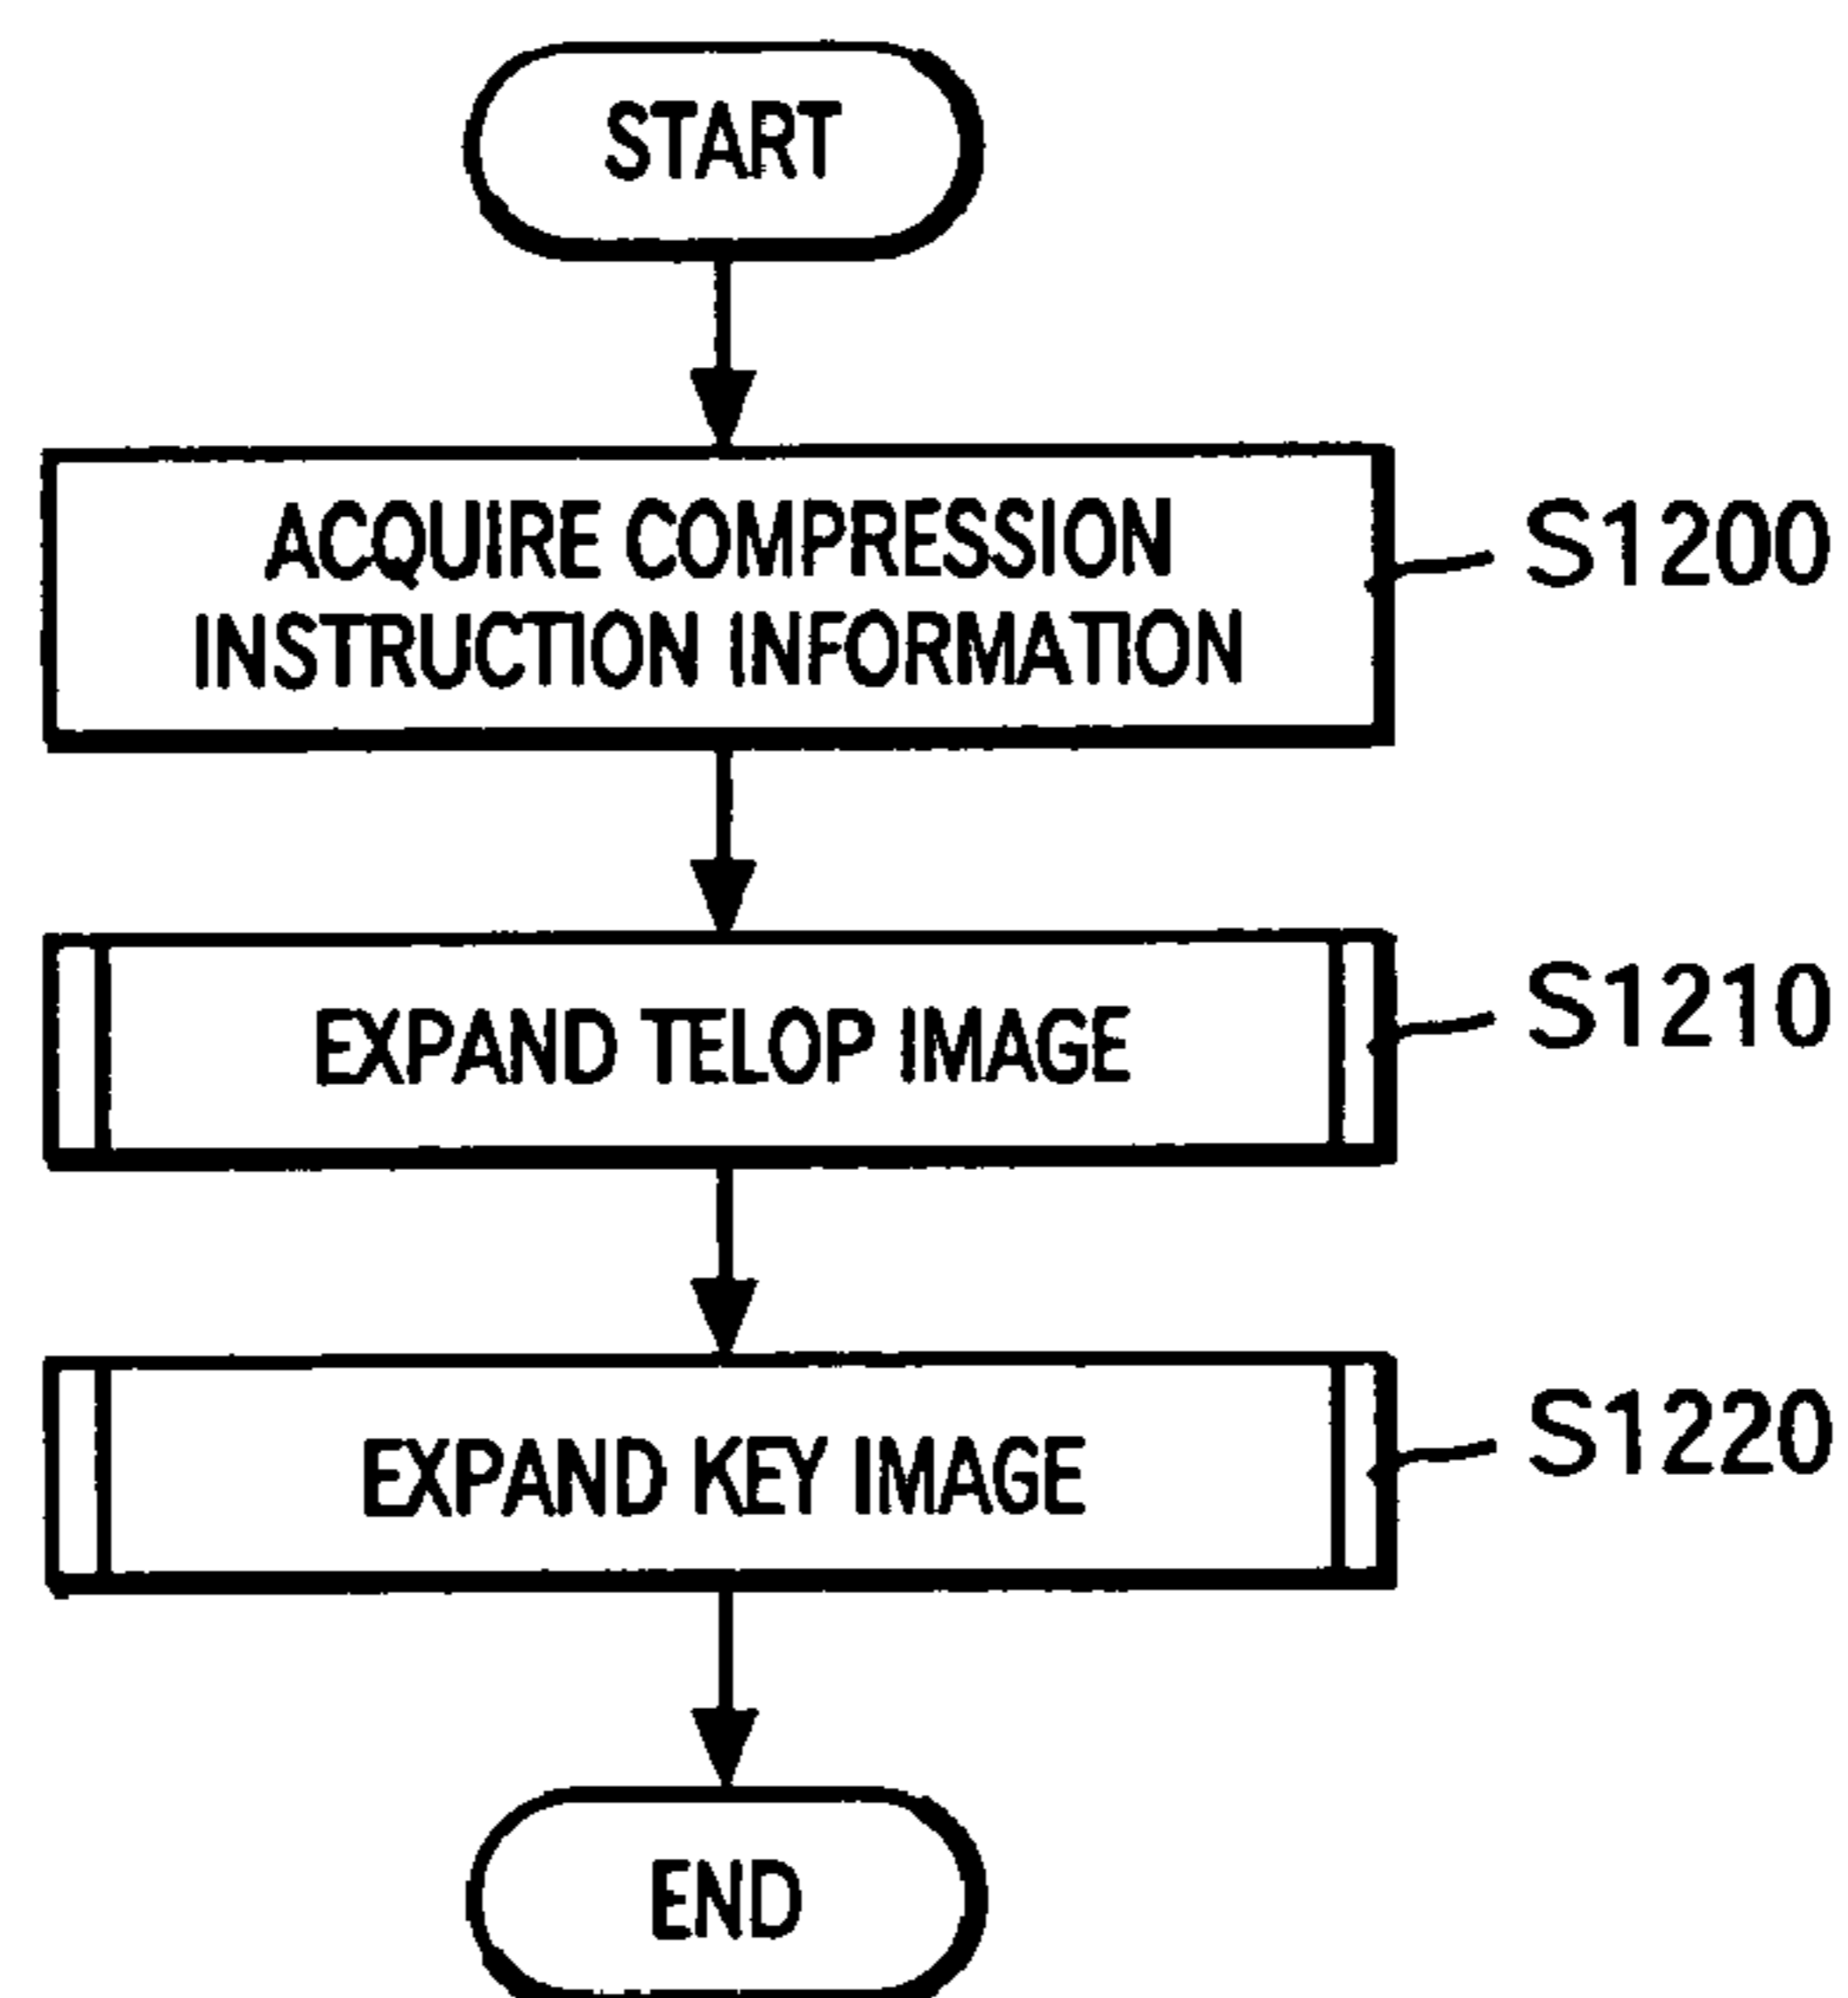 START
ACQUIRE COMPRESSION
INSTRUCTION INFORMATION
S1200
EXPAND TELOP IMAGE
S1210
EXPAND KEY IMAGE
S1220
END